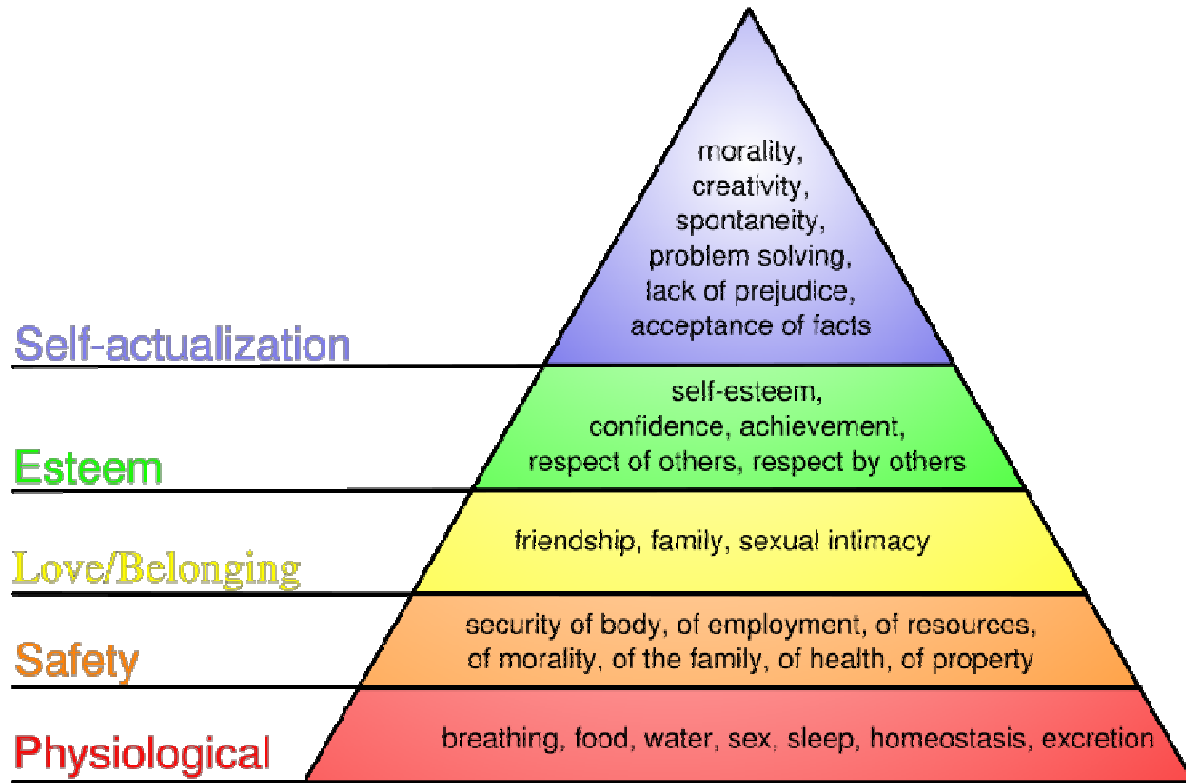 morality,
creativity,
spontaneity,
problem solving,
lack of prejudice,
acceptance of facts
Self-actualization
self-esteem,
confidence, achievement,
respect of others, respect by others
Esteem
friendship, family, sexual intimacy
Love/Belonging
security of body, of employment, of resources,
of morality, of the family, of health, of property
Safety
breathing, food, water, sex, sleep, homeostasis, excretion
Physiological